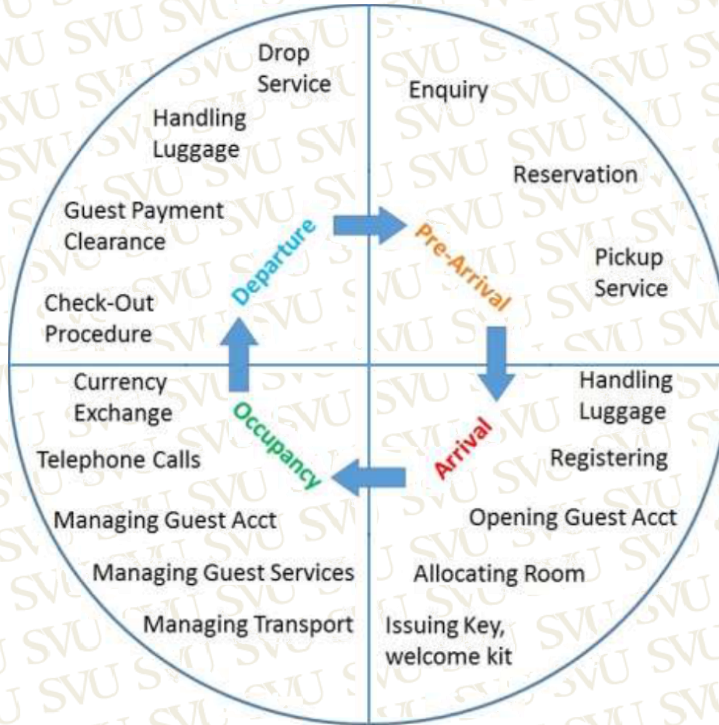 Drop
Service
Handling
Luggage
Guest Payment
Clearance
Check-Out
Procedure
Departure
Enquiry
Reservation
Pickup
Service
Pre-Arrival
Handling
Luggage
Registering
Opening Guest Acct
Allocating Room
Issuing Key,
welcome kit
Arrival
Currency
Exchange
Telephone Calls
Managing Guest Acct
Managing Guest Services
Managing Transport
Occupancy
SVU